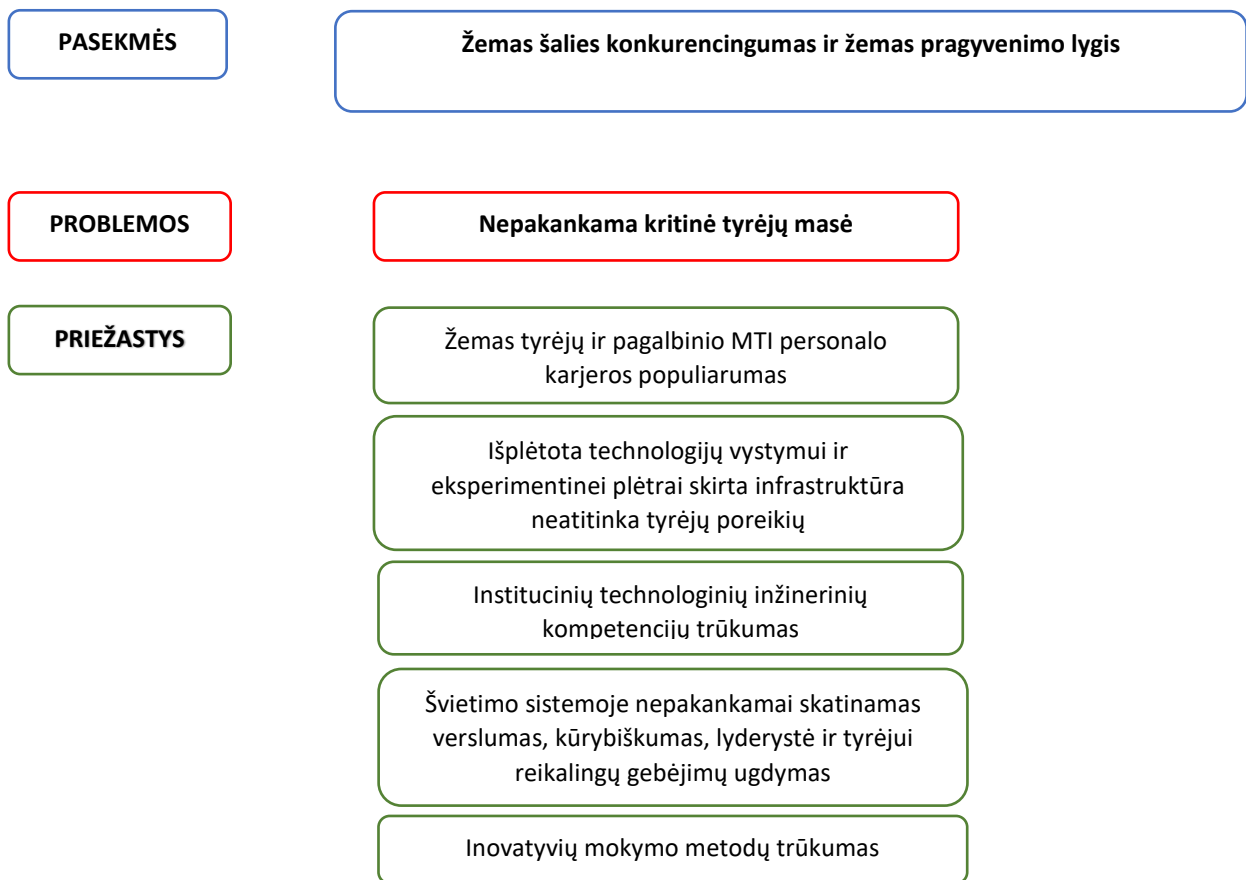 PASEKMĖS
Žemas šalies konkurencingumas ir žemas pragyvenimo lygis
PROBLEMOS
Nepakankama kritinė tyrėjų masė
PRIEŽASTYS
Žemas tyrėjų ir pagalbinio MTI personalo
karjeros populiarumas
Išplėtota technologijų vystymui ir
eksperimentinei plėtrai skirta infrastruktūra
neatitinka tyrėjų poreikių
Institucinių technologinių inžinerinių
kompetencijų trūkumas
Švietimo sistemoje nepakankamai skatinamas
verslumas, kūrybiškumas, lyderystė ir tyrėjui
reikalingų gebėjimų ugdymas
Inovatyvių mokymo metodų trūkumas